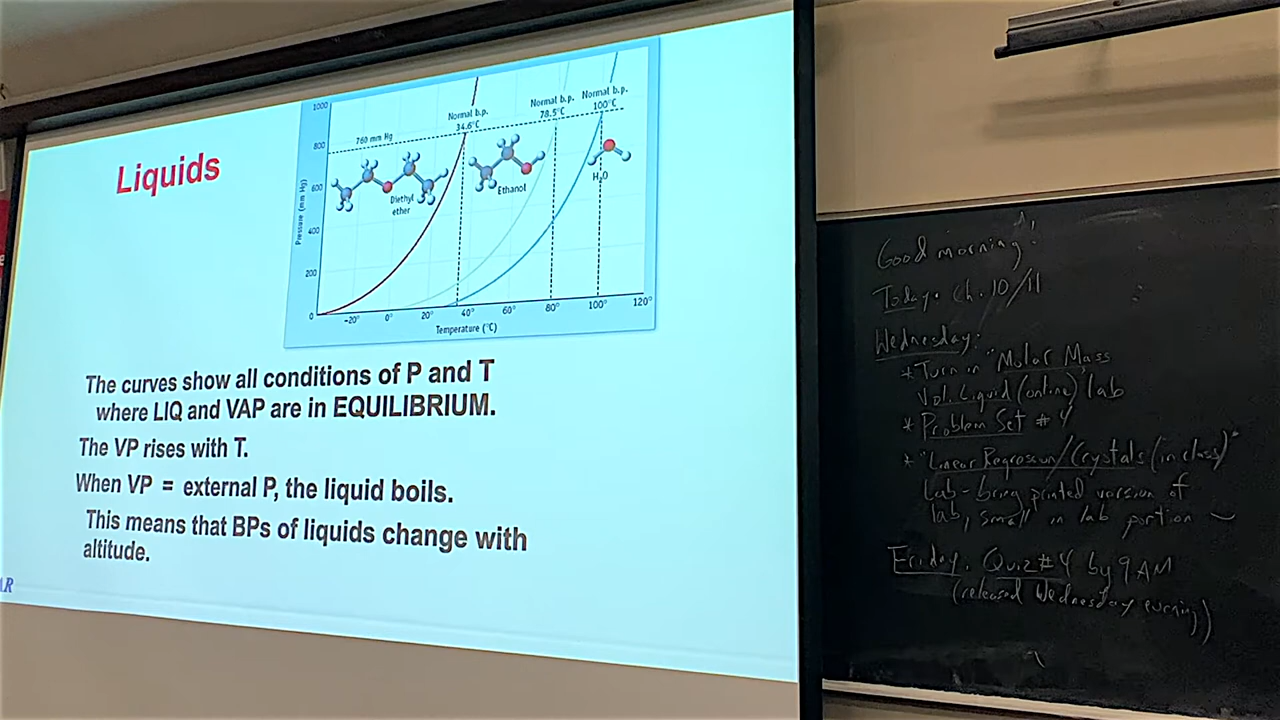 Liquids
1000
800
600
400
200
0
Pressure (mm Hg)
760 mm Hg
Normal b.p.
34.6°C
Normal b.p.
78.5°C
Normal b.p.
100°C
Diethyl
ether
Ethanol
H₂O
-20° 0° 20° 40° 60° 80° 100° 120°
Temperature (°C)
The curves show all conditions of P and T
where LIQ and VAP are in EQUILIBRIUM.
The VP rises with T.
When VP = external P, the liquid boils.
This means that BPs of liquids change with
altitude.
AR
Good morning!
Today: Ch. 10/11
Wednesday:
*Turn in "Molar Mass
Vol. Liquid (online) lab
* Problem Set #4
* "Linear Regression/Crystals (in class)"
Lab - bring printed version of
lab, small in lab portion
Friday: Quiz #4 by 9AM
(released Wednesday evening)